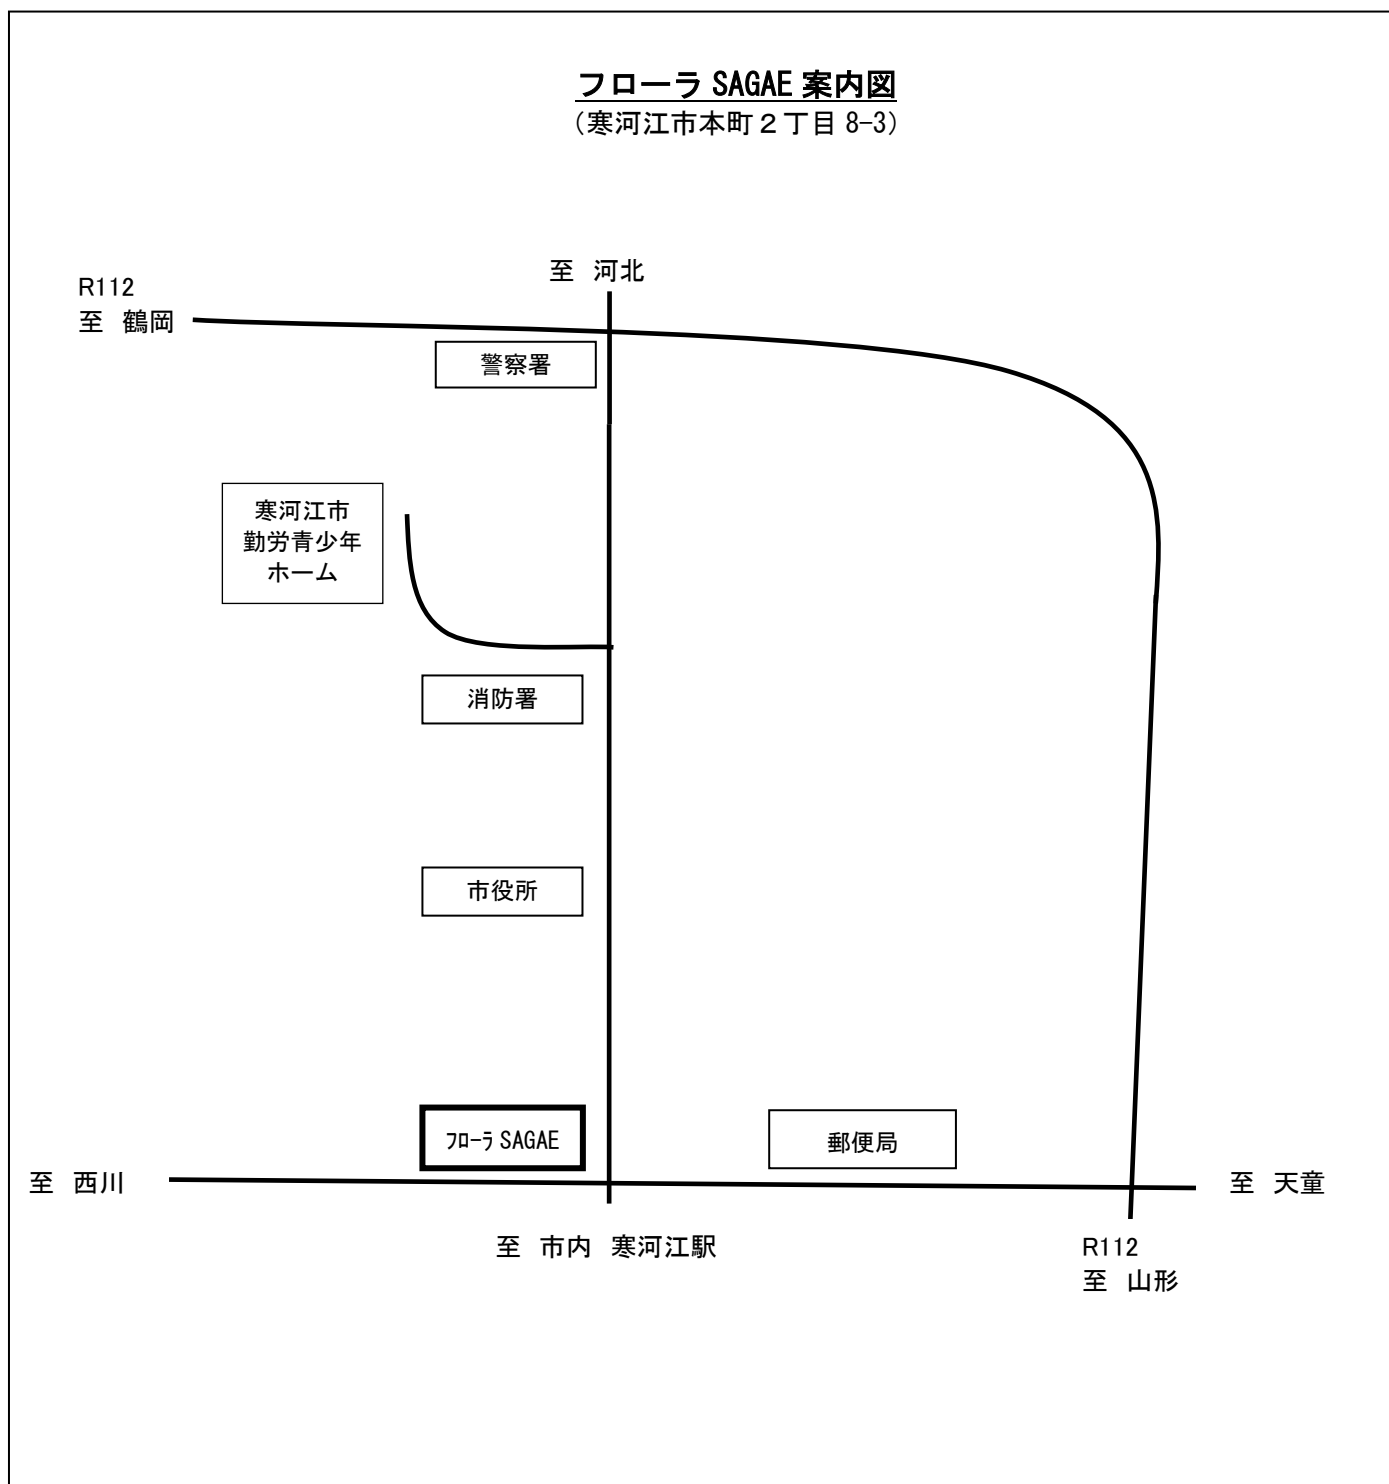 フローラ SAGAE 案内図
（寒河江市本町２丁目 8-3）
至 河北
R112
至 鶴岡
警察署
寒河江市
勤労青少年
ホーム
消防署
市役所
ﾌﾛｰﾗ SAGAE
郵便局
至 西川
至 天童
至 市内 寒河江駅
R112
至 山形